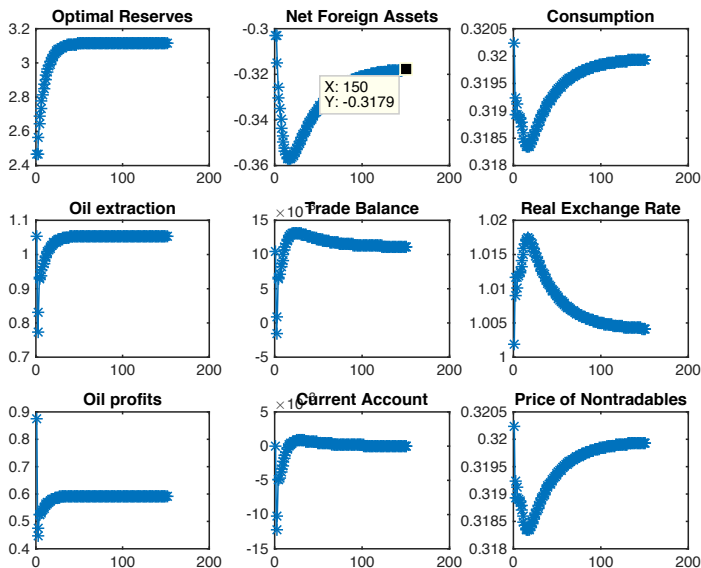 Optimal Reserves
3.2
3
2.8
2.6
2.4
0 100 200
Net Foreign Assets
-0.3
-0.32
-0.34
-0.36
X: 150
Y: -0.3179
0 100 200
Consumption
0.3205
0.32
0.3195
0.319
0.3185
0.318
0 100 200
Oil extraction
1.1
1
0.9
0.8
0.7
0 100 200
Trade Balance
15
10
5
0
-5
0 100 200
Real Exchange Rate
1.02
1.015
1.01
1.005
1
0 100 200
Oil profits
0.9
0.8
0.7
0.6
0.5
0.4
0 100 200
Current Account
5
0
-5
-10
-15
0 100 200
Price of Nontradables
0.3205
0.32
0.3195
0.319
0.3185
0.318
0 100 200